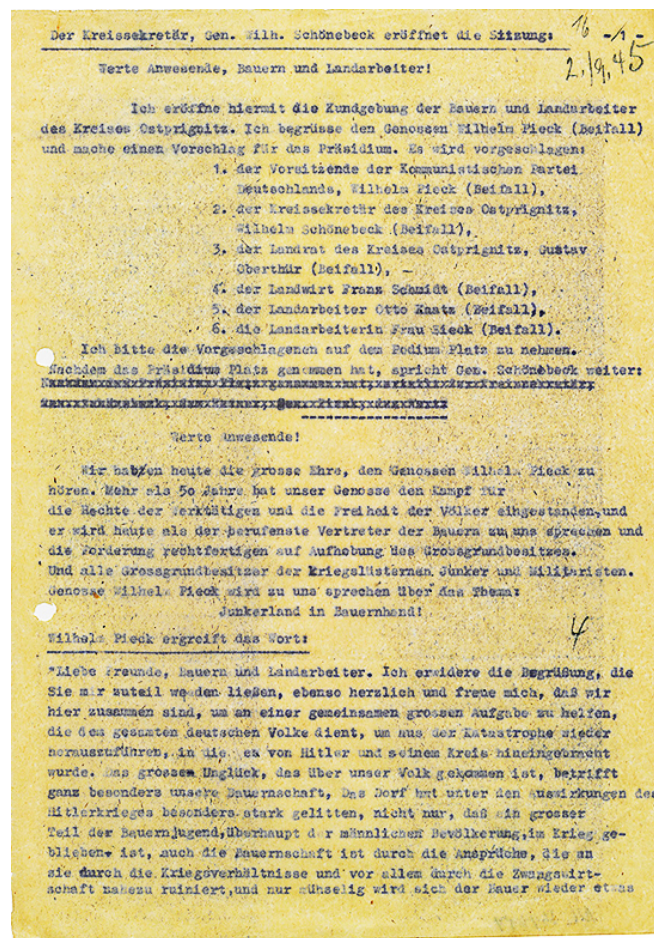 Der Kreissekretär, Gen. Wilh. Schönebeck eröffnet die Sitzung:
16 -/1-
2./9.45
Werte Anwesende, Bauern und Landarbeiter!
Ich eröffne hiermit die Kundgebung der Bauern und Landarbeiter
des Kreises Ostprignitz. Ich begrüsse den Genossen Wilhelm Pieck (Beifall)
und mache einen Vorschlag für das Präsidium. Es wird vorgeschlagen:
1. der Vorsitzende der Kommunistischen Partei
Deutschlands, Wilhelm Pieck (Beifall),
2. der Kreissekretär des Kreises Ostprignitz,
Wilhelm Schönebeck (Beifall),
3. der Landrat des Kreises Ostprignitz, Gustav
Oberthür (Beifall), -
4. der Landwirt Franz Schmidt (Beifall),
5. der Landarbeiter Otto Kaatz (Beifall),
6. die Landarbeiterin Frau Sieck (Beifall).
Ich bitte die Vorgeschlagenen auf dem Podium Platz zu nehmen.
Nachdem das Präsidium Platz genommen hat, spricht Gen. Schönebeck weiter:
Werte Anwesende!
Wir haben heute die grosse Ehre, den Genossen Wilhelm Pieck zu
hören. Mehr als 50 Jahre hat unser Genosse den Kampf für
die Rechte der Werktätigen und die Freiheit der Völker eingestanden, und
er wird heute als der berufenste Vertreter der Bauern zu uns sprechen und
die Forderung rechtfertigen auf Aufhebung des Grossgrundbesitzes.
Und alle Grossgrundbesitzer der kriegslüsternen Junker und Militaristen.
Genosse Wilhelm Pieck wird zu uns sprechen über das Thema:
Junkerland in Bauernhand!
4
Wilhelm Pieck ergreift das Wort:
"Liebe Freunde, Bauern und Landarbeiter. Ich erwidere die Begrüßung, die
Sie mir zuteil werden ließen, ebenso herzlich und freue mich, daß wir
hier zusammen sind, um an einer gemeinsamen grossen Aufgabe zu helfen,
die dem gesamten deutschen Volke dient, um aus der Katastrophe wieder
herauszuführen, in die es von Hitler und seinem Kreis hineingebracht
wurde. Das grossen Unglück, das über unser Volk gekommen ist, betrifft
ganz besonders unsere Bauernschaft, Das Dorf hat unter den Auswirkungen des
Hitlerkrieges besonders stark gelitten, nicht nur, daß ein grosser
Teil der Bauernjugend, überhaupt der männlichen Bevölkerung, im Krieg ge-
blieben ist, auch die Bauernschaft ist durch die Ansprüche, die an
sie durch die Kriegsverhältnisse und vor allem durch die Zwangswirt-
schaft nahezu ruiniert, und nur mühselig wird sich der Bauer wieder etwas